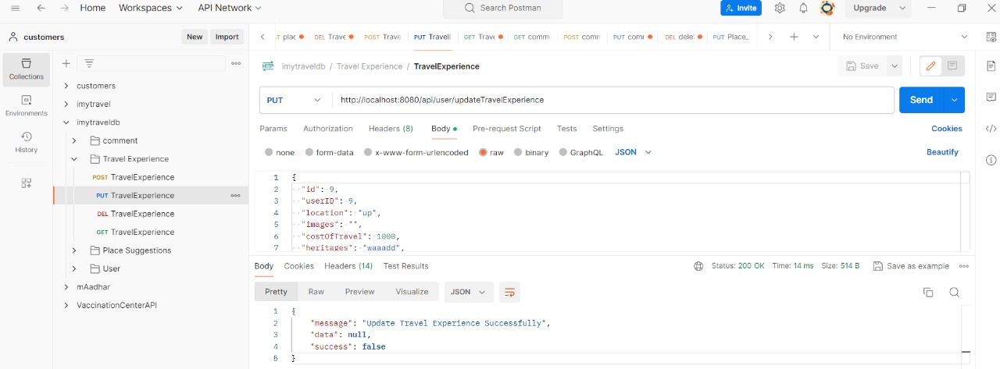 Home Workspaces API Network Search Postman Invite Upgrade
customers New Import
plac DEL Trave POST Trave PUT Travel GET Trave GET comm POST comm PUT comm DEL dele PUT Place_ No Environment
Collections
Environments
History
customers
imytravel
imytraveldb
comment
Travel Experience
POST TravelExperience
PUT TravelExperience
DEL TravelExperience
GET TravelExperience
Place Suggestions
User
mAadhar
VaccinationCenterAPI
HTTP imytraveldb / Travel Experience / TravelExperience Save
PUT http://localhost:8080/api/user/updateTravelExperience Send
Params Authorization Headers (8) Body Pre-request Script Tests Settings Cookies
none form-data x-www-form-urlencoded raw binary GraphQL JSON Beautify
1 {
2 "id": 9,
3 "userID": 9,
4 "location": "up",
5 "images": "",
6 "costOfTravel": 1000,
7 "heritages": "waaadd",
Body Cookies Headers (14) Test Results Status: 200 OK Time: 14 ms Size: 514 B Save as example
Pretty Raw Preview Visualize JSON
1 {
2 "message": "Update Travel Experience Successfully",
3 "data": null,
4 "success": false
5 }